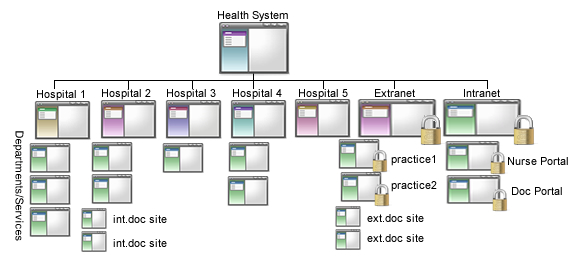 Health System
Hospital 1
Hospital 2
Hospital 3
Hospital 4
Hospital 5
Extranet
Intranet
Departments/Services
practice1
Nurse Portal
practice2
Doc Portal
int.doc site
ext.doc site
int.doc site
ext.doc site